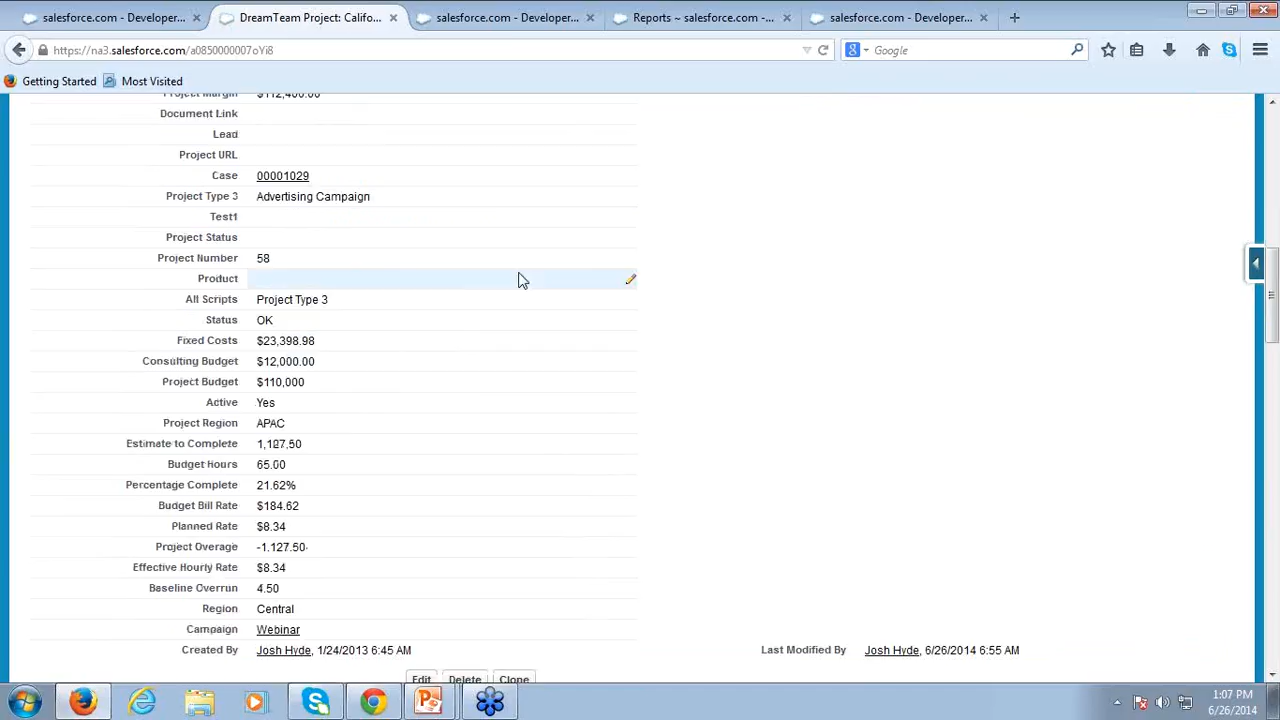 salesforce.com - Developer...
DreamTeam Project: Califo...
salesforce.com - Developer...
Reports ~ salesforce.com -...
salesforce.com - Developer...
https://na3.salesforce.com/a0850000007oYi8
Google
Getting Started
Most Visited
Project Margin $112,400.00
Document Link
Lead
Project URL
Case 00001029
Project Type 3 Advertising Campaign
Test1
Project Status
Project Number 58
Product
All Scripts Project Type 3
Status OK
Fixed Costs $23,398.98
Consulting Budget $12,000.00
Project Budget $110,000
Active Yes
Project Region APAC
Estimate to Complete 1,127.50
Budget Hours 65.00
Percentage Complete 21.62%
Budget Bill Rate $184.62
Planned Rate $8.34
Project Overage -1,127.50
Effective Hourly Rate $8.34
Baseline Overrun 4.50
Region Central
Campaign Webinar
Created By Josh Hyde, 1/24/2013 6:45 AM
Last Modified By Josh Hyde, 6/26/2014 6:55 AM
Edit Delete Clone
1:07 PM
6/26/2014